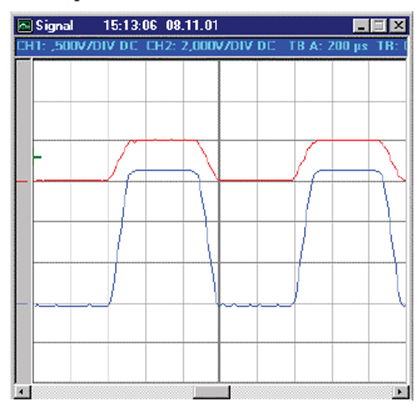 Signal 15:13:06 08.11.01
CH1: ,500V/DIV DC CH2: 2,000V/DIV DC TB A: 200 µs TR: